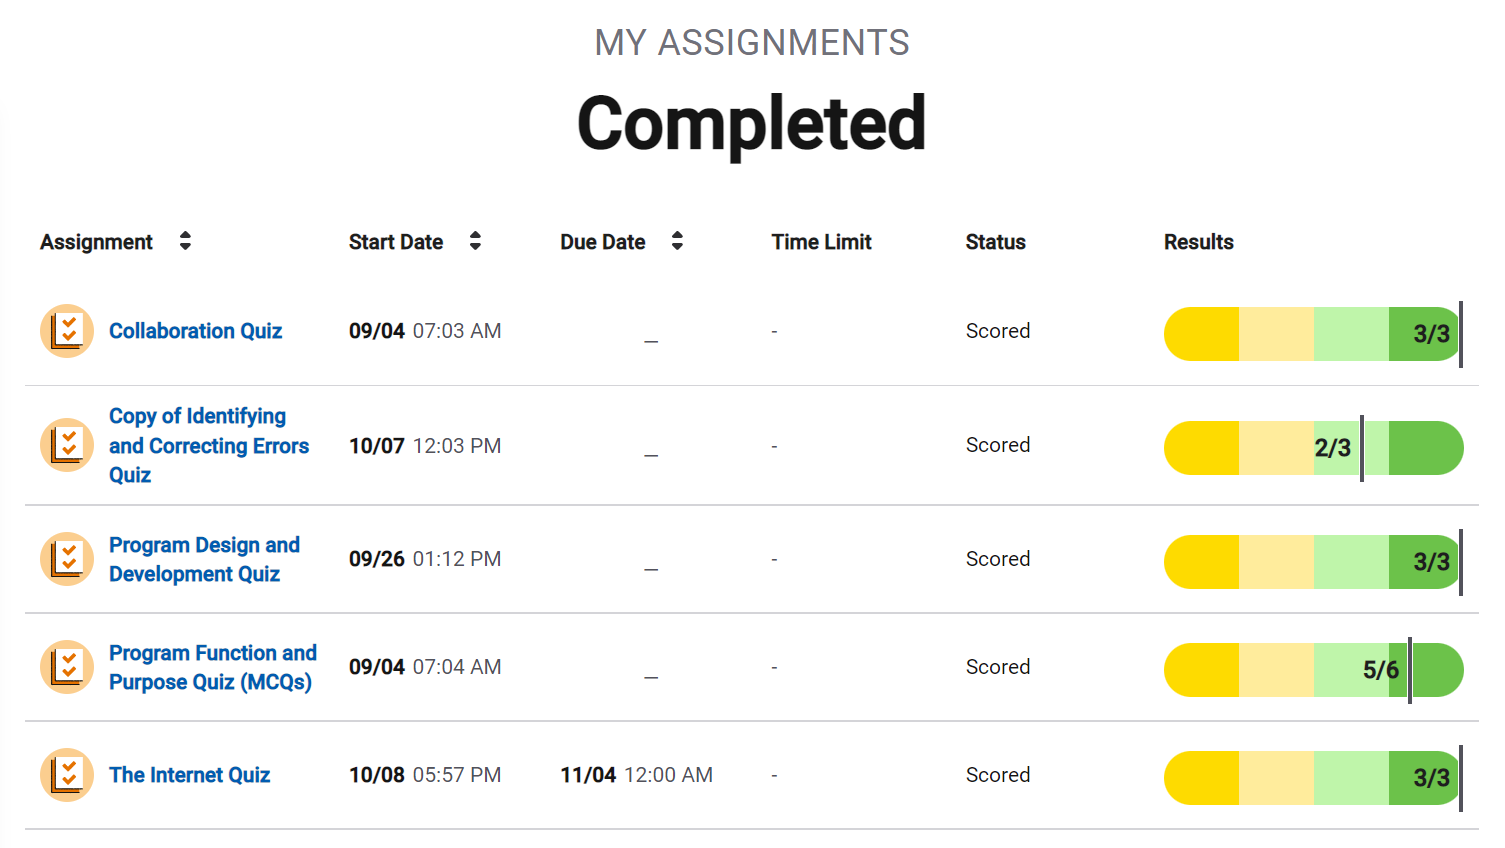 MY ASSIGNMENTS
Completed
Assignment Start Date Due Date Time Limit Status Results
Collaboration Quiz 09/04 07:03 AM _ - Scored 3/3
Copy of Identifying
and Correcting Errors 10/07 12:03 PM _ - Scored 2/3
Quiz
Program Design and
Development Quiz 09/26 01:12 PM _ - Scored 3/3
Program Function and
Purpose Quiz (MCQs) 09/04 07:04 AM _ - Scored 5/6
The Internet Quiz 10/08 05:57 PM 11/04 12:00 AM - Scored 3/3